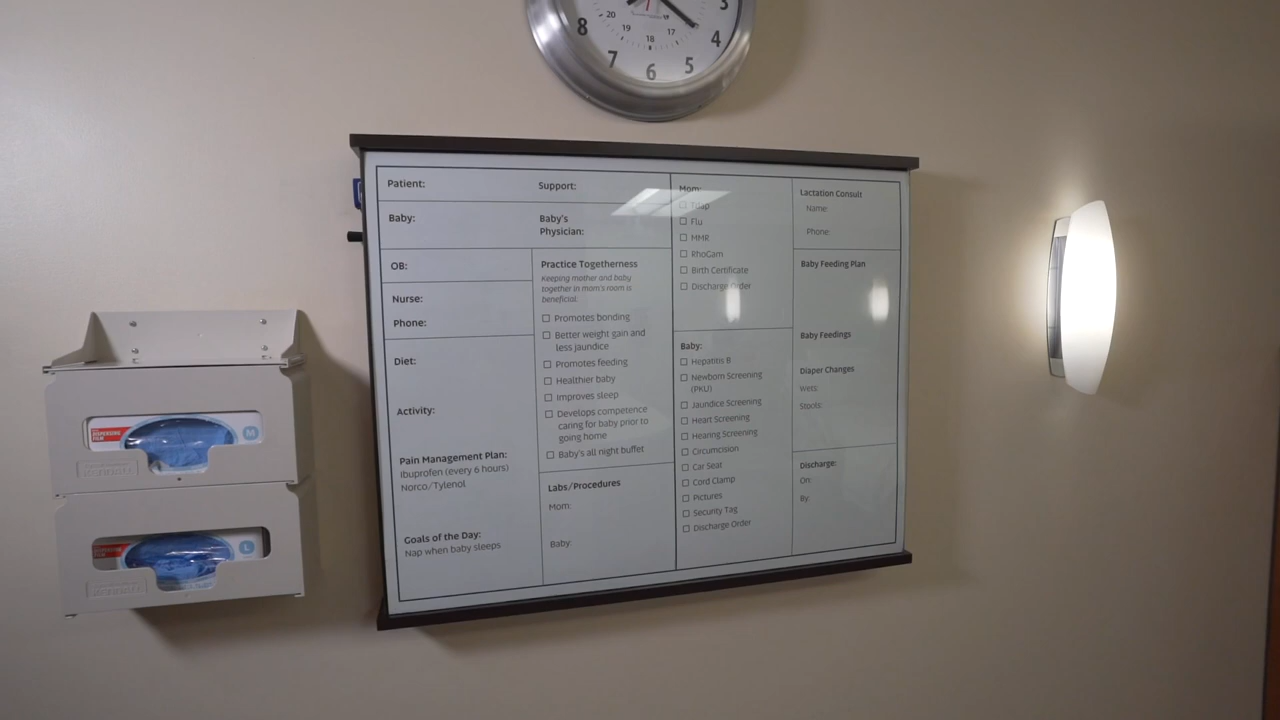 3
20
8
19
17
4
18
7
5
6
Patient:
Support:
Baby:
Baby's
Physician:
OB:
Nurse:
Phone:
Diet:
Activity:
Pain Management Plan:
Ibuprofen (every 6 hours)
Norco/Tylenol
Goals of the Day:
Nap when baby sleeps
Practice Togetherness
Keeping mother and baby
together in mom's room is
beneficial.
Promotes bonding
Better weight gain and
less jaundice
Promotes feeding
Healthier baby
Improves sleep
Develops competence
caring for baby prior to
going home
Baby's all night buffet
Labs/Procedures
Mom:
Baby:
Mom:
Tdap
Flu
MMR
RhoGam
Birth Certificate
Discharge Order
Baby:
Hepatitis B
Newborn Screening
(PKU)
Jaundice Screening
Heart Screening
Hearing Screening
Circumcision
Car Seat
Cord Clamp
Pictures
Security Tag
Discharge Order
Lactation Consult
Name:
Phone:
Baby Feeding Plan
Baby Feedings
Diaper Changes
Wets:
Stools:
Discharge:
On:
By:
DISPENSING
FILM
M
KENDALL
L
KENDALL